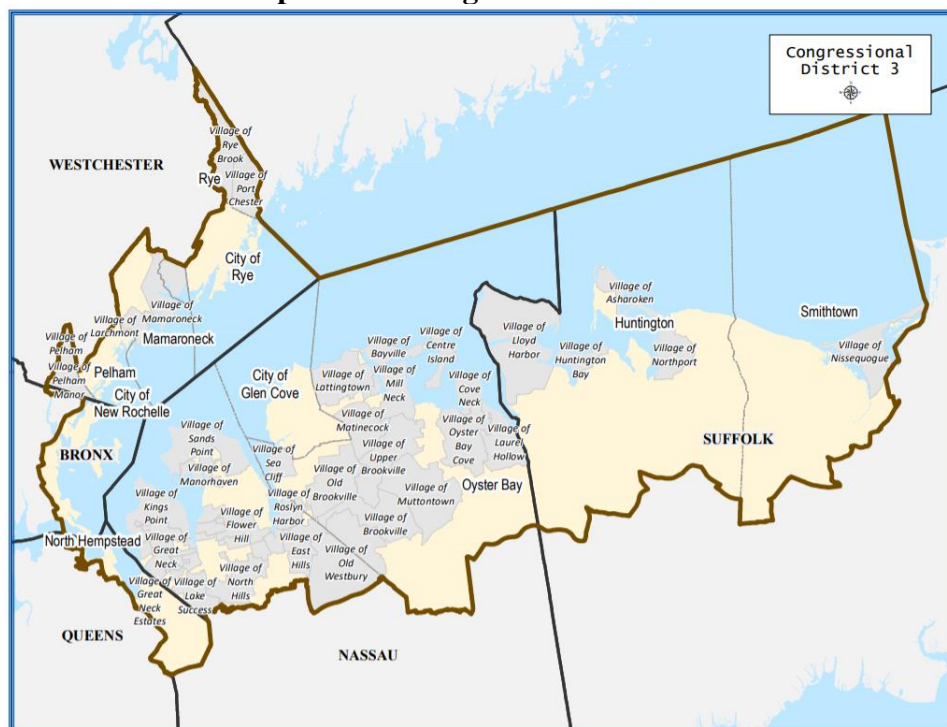 Congressional
District 3
WESTCHESTER
Village of
Rye
Brook
Rye
Village of
Port
Chester
City of
Rye
Village of
Mamaroneck
Village of
Larchmont
Mamaroneck
Village of
Pelham
Village of
Pelham
Manor
Pelham
City of
New Rochelle
BRONX
Village of
Asharoken
Huntington
Smithtown
Village of
Nissequogue
Village of
Lloyd
Harbor
Village of
Huntington
Bay
Village of
Northport
Village of
Centre
Island
Village of
Bayville
Village of
Mill
Neck
Village of
Lattingtown
City of
Glen Cove
Village of
Cove
Neck
Village of
Matinecock
Village of
Oyster
Bay
Cove
Village of
Laurel
Hollow
SUFFOLK
Village of
Sands
Point
Village of
Manorhaven
Village of
Sea
Cliff
Village of
Upper
Brookville
Village of
Old
Brookville
Village of
Muttontown
Oyster Bay
Village of
Kings
Point
Village of
Roslyn
Harbor
Village of
Flower
Hill
Village of
Brookville
North Hempstead
Village of
Great
Neck
Village of
East
Hills
Village of
Old
Westbury
Village of
Great
Neck
Estates
Village of
Lake
Success
Village of
North
Hills
QUEENS
NASSAU